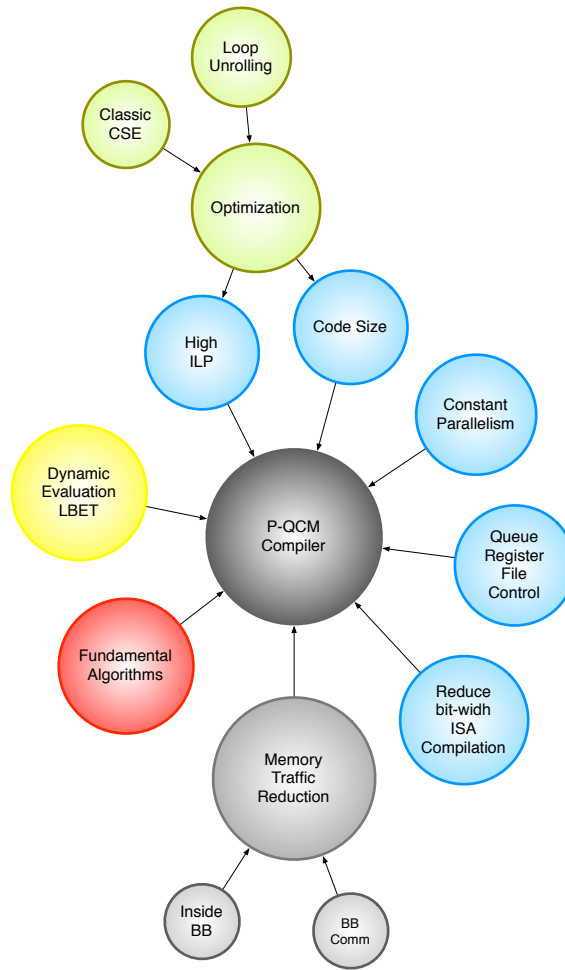 Loop
Unrolling
Classic
CSE
Optimization
Code Size
High
ILP
Constant
Parallelism
Dynamic
Evaluation
LBET
P-QCM
Compiler
Queue
Register
File
Control
Fundamental
Algorithms
Reduce
bit-widh
ISA
Compilation
Memory
Traffic
Reduction
Inside
BB
BB
Comm